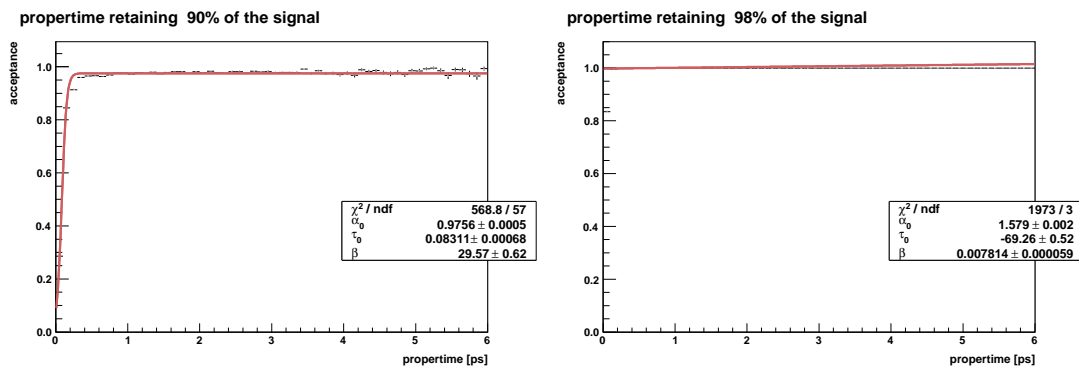 propertime retaining  90% of the signal
acceptance
1.0
0.8
0.6
0.4
0.2
0.0
0 1 2 3 4 5 6
propertime [ps]
χ² / ndf 568.8 / 57
α₀ 0.9756 ± 0.0005
τ₀ 0.08311± 0.00068
β 29.57 ± 0.62
propertime retaining  98% of the signal
acceptance
1.0
0.8
0.6
0.4
0.2
0.0
0 1 2 3 4 5 6
propertime [ps]
χ² / ndf 1973 / 3
α₀ 1.579 ± 0.002
τ₀ -69.26 ± 0.52
β 0.007814 ± 0.000059